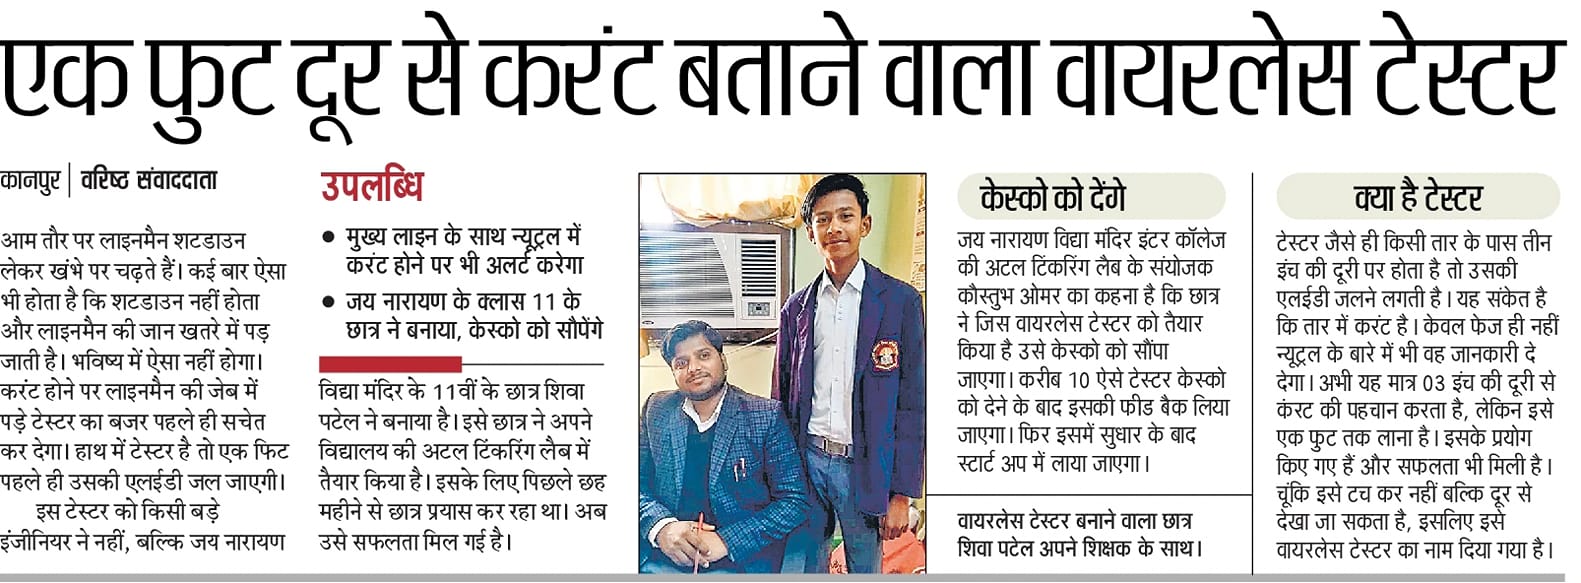 एक फुट दूर से करंट बताने वाला वायरलेस टेस्टर
कानपुर | वरिष्ठ संवाददाता
आम तौर पर लाइनमैन शटडाउन
लेकर खंभे पर चढ़ते हैं। कई बार ऐसा
भी होता है कि शटडाउन नहीं होता
और लाइनमैन की जान खतरे में पड़
जाती है। भविष्य में ऐसा नहीं होगा।
करंट होने पर लाइनमैन की जेब में
पड़े टेस्टर का बजर पहले ही सचेत
कर देगा। हाथ में टेस्टर है तो एक फिट
पहले ही उसकी एलईडी जल जाएगी।
इस टेस्टर को किसी बड़े
इंजीनियर ने नहीं, बल्कि जय नारायण
उपलब्धि
● मुख्य लाइन के साथ न्यूट्रल में
करंट होने पर भी अलर्ट करेगा
● जय नारायण के क्लास 11 के
छात्र ने बनाया, केस्को को सौपेंगे
विद्या मंदिर के 11वीं के छात्र शिवा
पटेल ने बनाया है। इसे छात्र ने अपने
विद्यालय की अटल टिंकरिंग लैब में
तैयार किया है। इसके लिए पिछले छह
महीने से छात्र प्रयास कर रहा था। अब
उसे सफलता मिल गई है।
केस्को को देंगे
जय नारायण विद्या मंदिर इंटर कॉलेज
की अटल टिंकरिंग लैब के संयोजक
कौस्तुभ ओमर का कहना है कि छात्र
ने जिस वायरलेस टेस्टर को तैयार
किया है उसे केस्को को सौंपा
जाएगा। करीब 10 ऐसे टेस्टर केस्को
को देने के बाद इसकी फीड बैक लिया
जाएगा। फिर इसमें सुधार के बाद
स्टार्ट अप में लाया जाएगा।
वायरलेस टेस्टर बनाने वाला छात्र
शिवा पटेल अपने शिक्षक के साथ।
क्या है टेस्टर
टेस्टर जैसे ही किसी तार के पास तीन
इंच की दूरी पर होता है तो उसकी
एलईडी जलने लगती है। यह संकेत है
कि तार में करंट है। केवल फेज ही नहीं
न्यूट्रल के बारे में भी वह जानकारी दे
देगा। अभी यह मात्र 03 इंच की दूरी से
कंरट की पहचान करता है, लेकिन इसे
एक फुट तक लाना है। इसके प्रयोग
किए गए हैं और सफलता भी मिली है।
चूंकि इसे टच कर नहीं बल्कि दूर से
देखा जा सकता है, इसलिए इसे
वायरलेस टेस्टर का नाम दिया गया है।